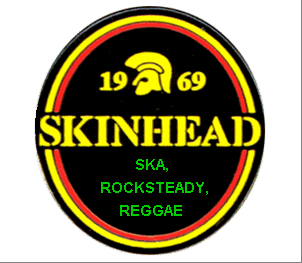 19 69
SKINHEAD
SKA,
ROCKSTEADY,
REGGAE